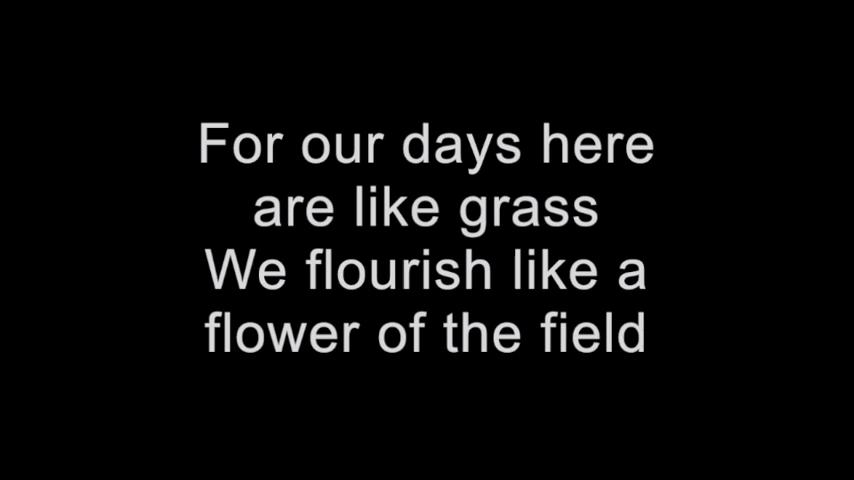 For our days here
are like grass
We flourish like a
flower of the field